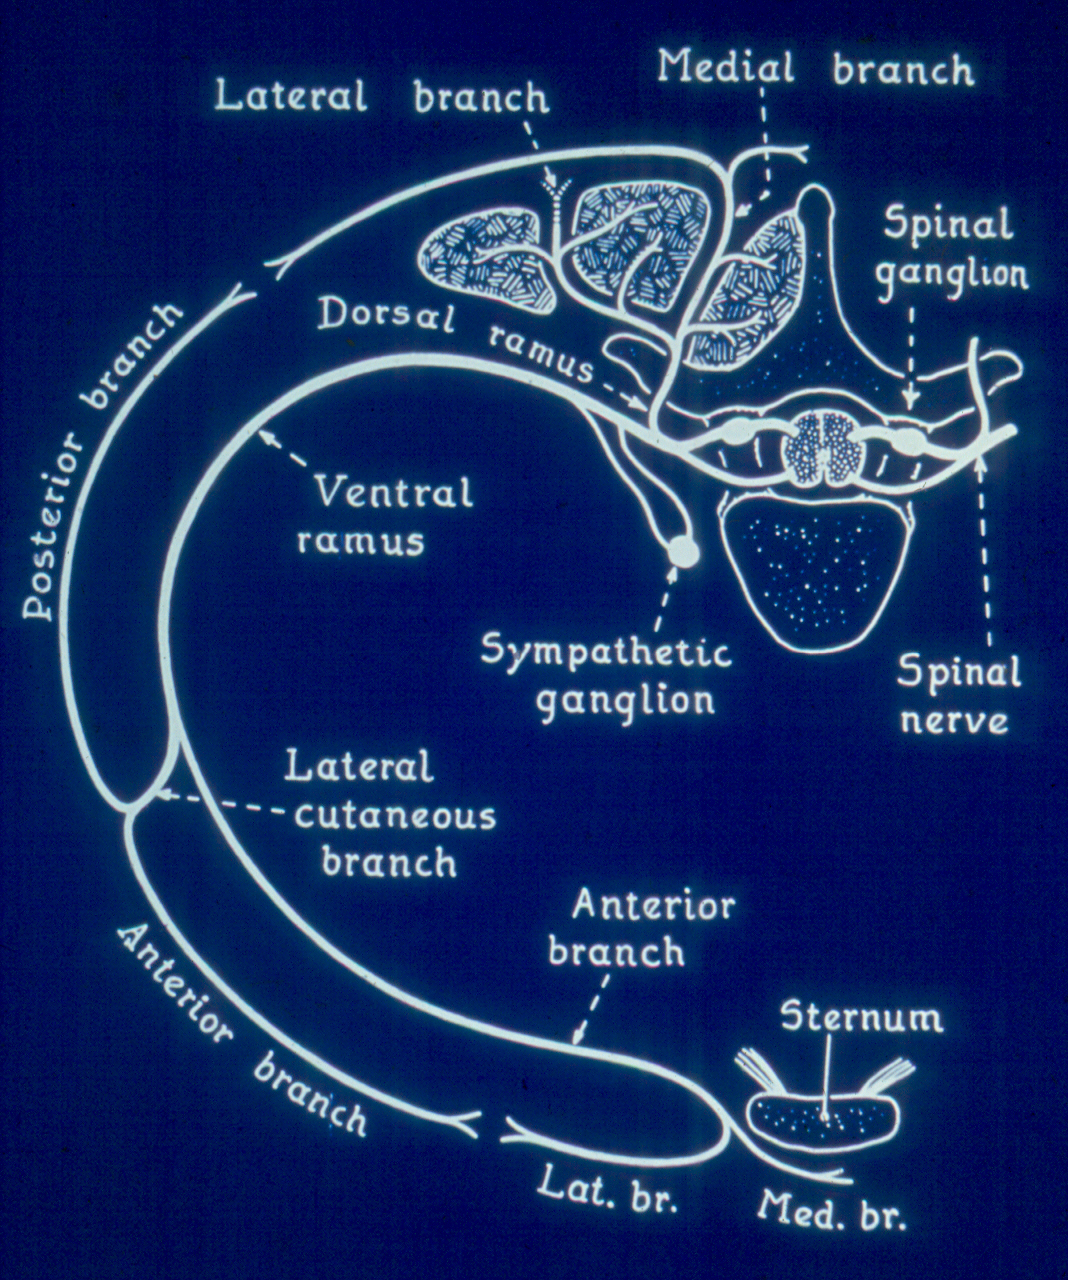 Medial branch
Lateral branch
Spinal
ganglion
Dorsal ramus
Posterior branch
Ventral
ramus
Sympathetic
ganglion
Spinal
nerve
Lateral
cutaneous
branch
Anterior
branch
Anterior branch
Sternum
Lat. br.
Med. br.